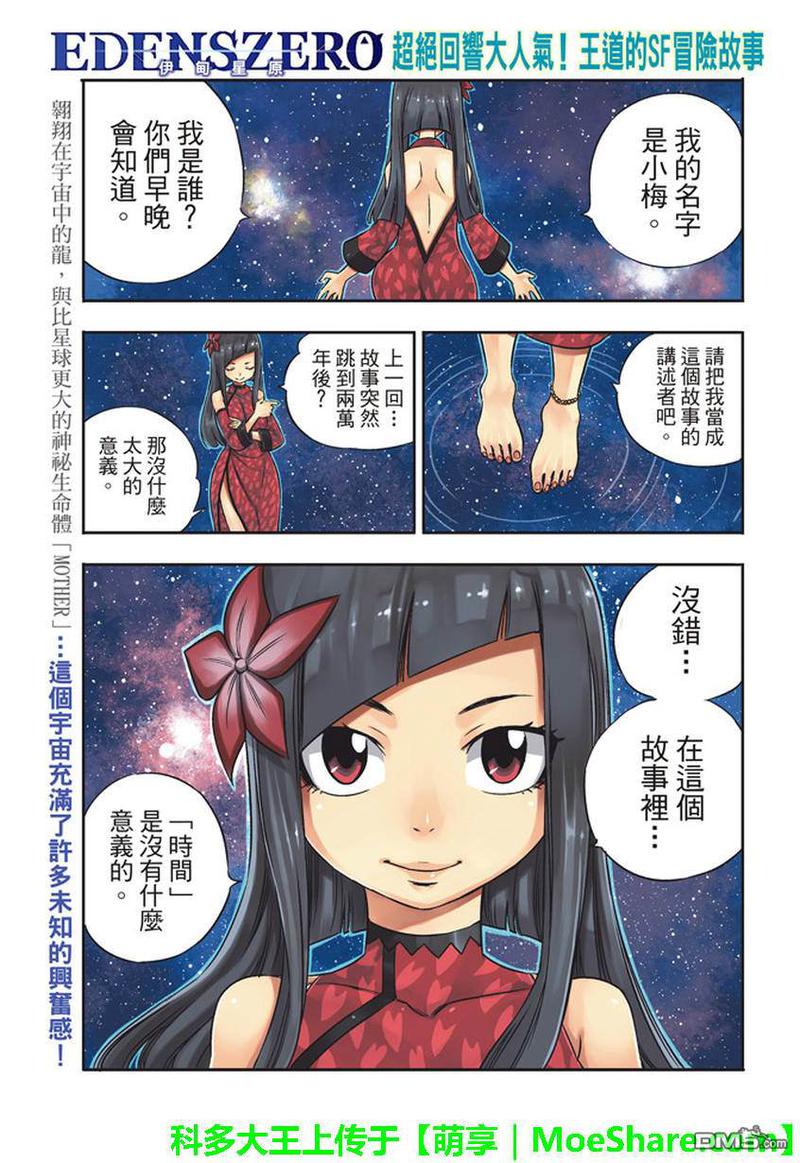 EDENSZERO
伊甸星原
超絕回響大人氣！王道的SF冒險故事
翱翔在宇宙中的龍，與比星球更大的神祕生命體「MOTHER」…這個宇宙充滿了許多未知的興奮感！
我的名字
是小梅。
我是誰？
你們早晚
會知道。
請把我當成
這個故事的
講述者吧。
上一回…
故事突然
跳到兩萬
年後？
那沒什麼
太大的
意義。
沒錯…
在這個
故事裡…
「時間」
是沒有什麼
意義的。
科多大王上传于【萌享｜MoeShare.com】